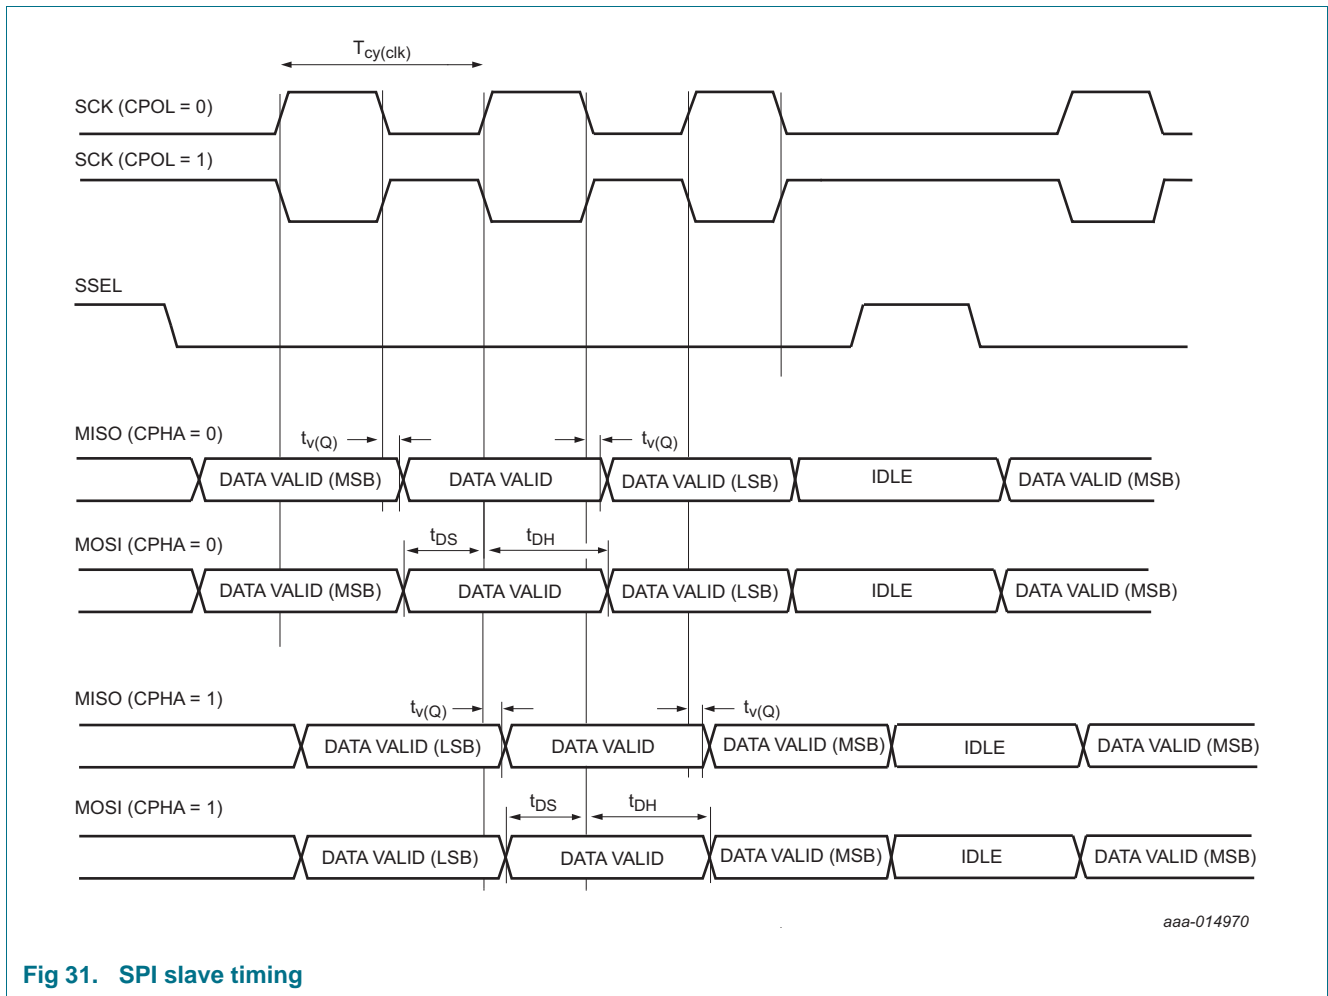 Tcy(clk)
SCK (CPOL = 0)
SCK (CPOL = 1)
SSEL
MISO (CPHA = 0)
tv(Q)
tv(Q)
DATA VALID (MSB)
DATA VALID
DATA VALID (LSB)
IDLE
DATA VALID (MSB)
MOSI (CPHA = 0)
tDS
tDH
DATA VALID (MSB)
DATA VALID
DATA VALID (LSB)
IDLE
DATA VALID (MSB)
MISO (CPHA = 1)
tv(Q)
tv(Q)
DATA VALID (LSB)
DATA VALID
DATA VALID (MSB)
IDLE
DATA VALID (MSB)
MOSI (CPHA = 1)
tDS
tDH
DATA VALID (LSB)
DATA VALID
DATA VALID (MSB)
IDLE
DATA VALID (MSB)
aaa-014970
Fig 31. SPI slave timing